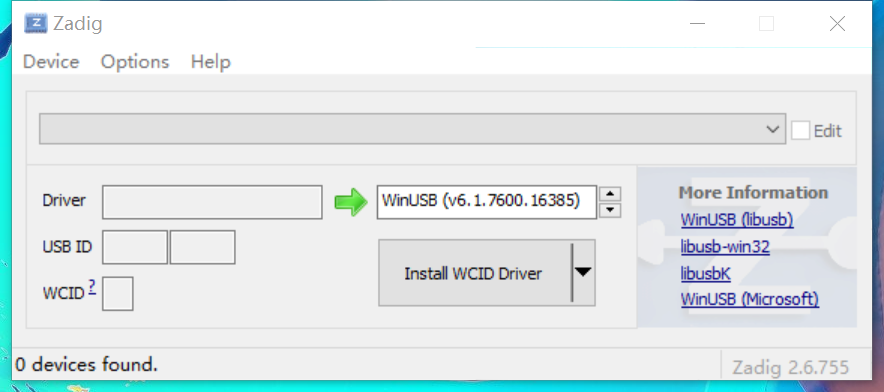 Zadig
Device Options Help
Edit
Driver
WinUSB (v6.1.7600.16385)
USB ID
WCID ?
Install WCID Driver
More Information
WinUSB (libusb)
libusb-win32
libusbK
WinUSB (Microsoft)
0 devices found.
Zadig 2.6.755